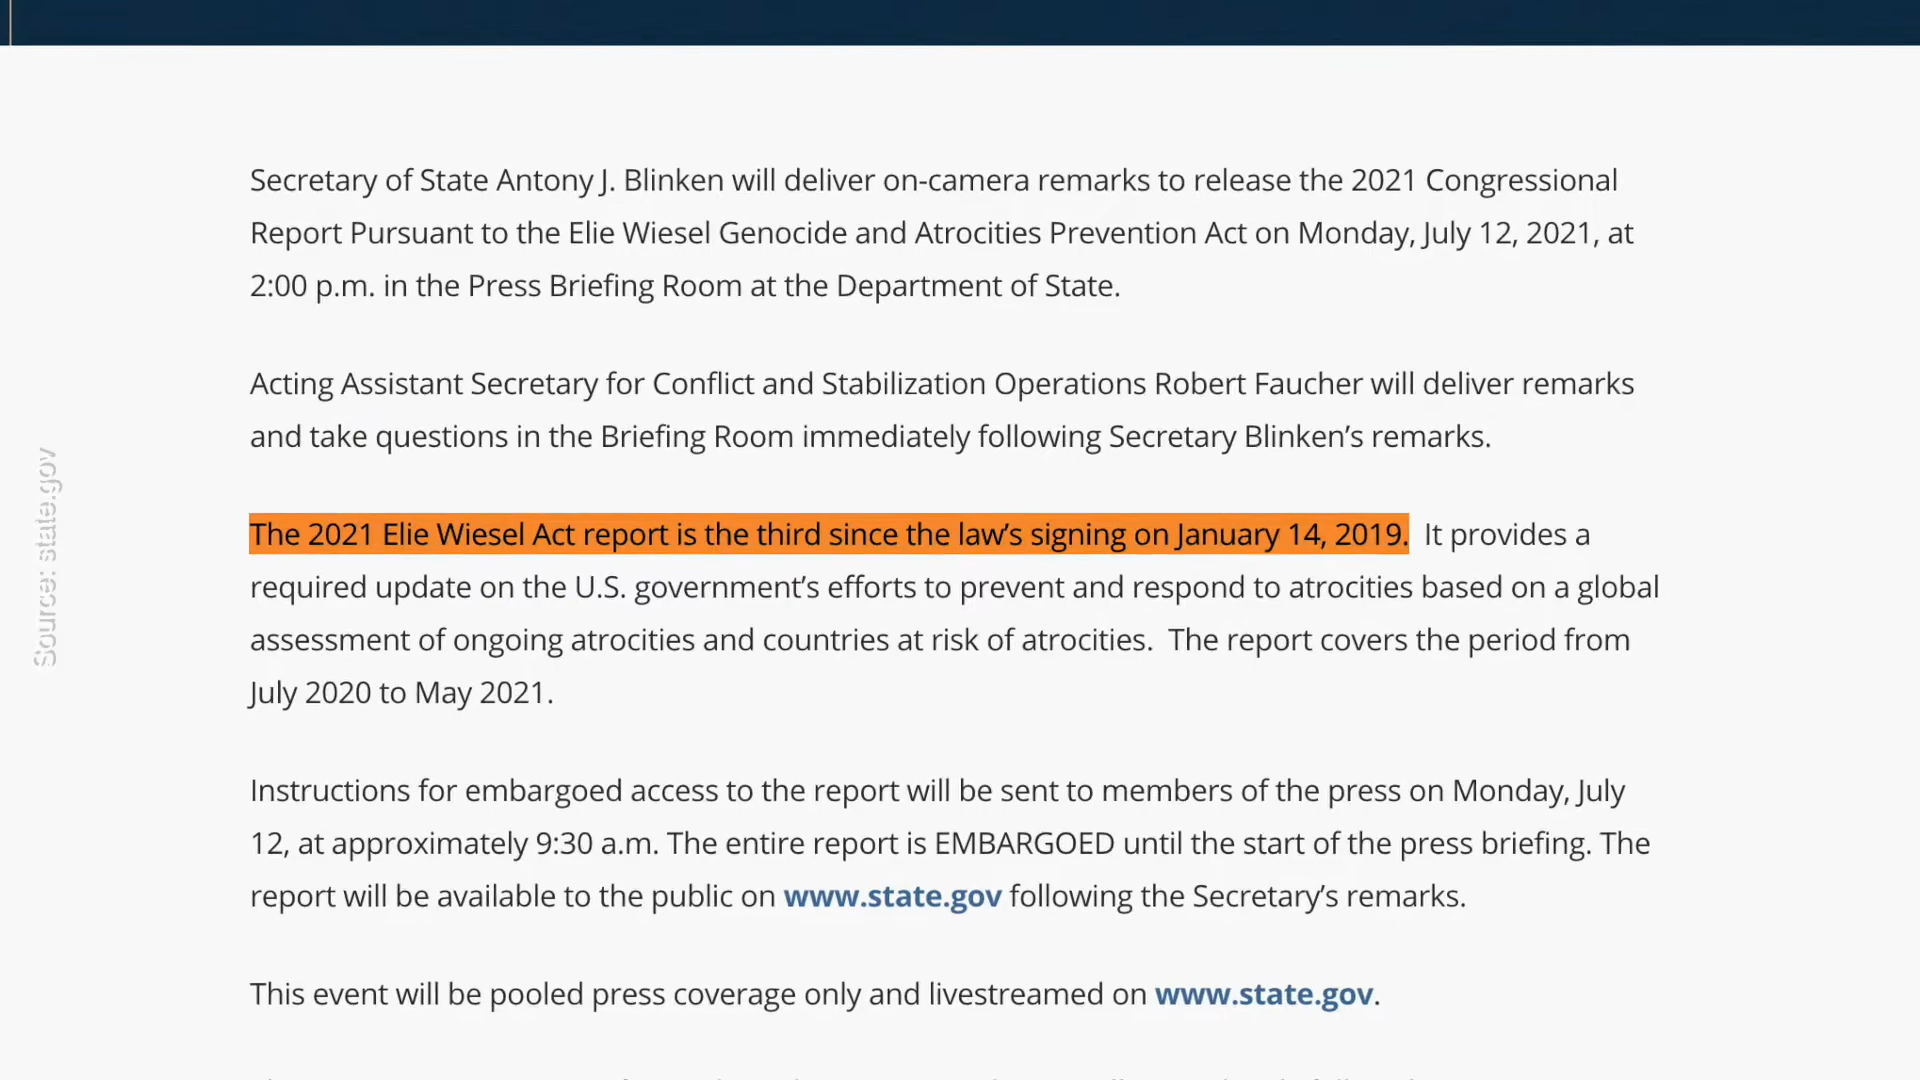 Secretary of State Antony J. Blinken will deliver on-camera remarks to release the 2021 Congressional
Report Pursuant to the Elie Wiesel Genocide and Atrocities Prevention Act on Monday, July 12, 2021, at
2:00 p.m. in the Press Briefing Room at the Department of State.
Acting Assistant Secretary for Conflict and Stabilization Operations Robert Faucher will deliver remarks
and take questions in the Briefing Room immediately following Secretary Blinken’s remarks.
The 2021 Elie Wiesel Act report is the third since the law’s signing on January 14, 2019.  It provides a
required update on the U.S. government’s efforts to prevent and respond to atrocities based on a global
assessment of ongoing atrocities and countries at risk of atrocities.  The report covers the period from
July 2020 to May 2021.
Instructions for embargoed access to the report will be sent to members of the press on Monday, July
12, at approximately 9:30 a.m. The entire report is EMBARGOED until the start of the press briefing. The
report will be available to the public on www.state.gov following the Secretary’s remarks.
This event will be pooled press coverage only and livestreamed on www.state.gov.
Source: state.gov